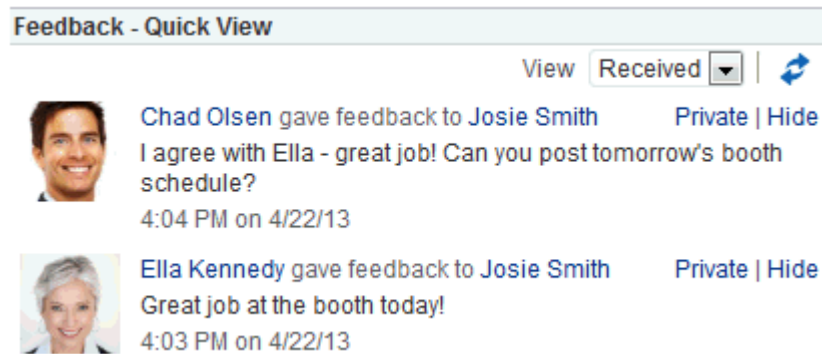 Feedback - Quick View
View Received
Chad Olsen gave feedback to Josie Smith Private | Hide
I agree with Ella - great job! Can you post tomorrow's booth
schedule?
4:04 PM on 4/22/13
Ella Kennedy gave feedback to Josie Smith Private | Hide
Great job at the booth today!
4:03 PM on 4/22/13